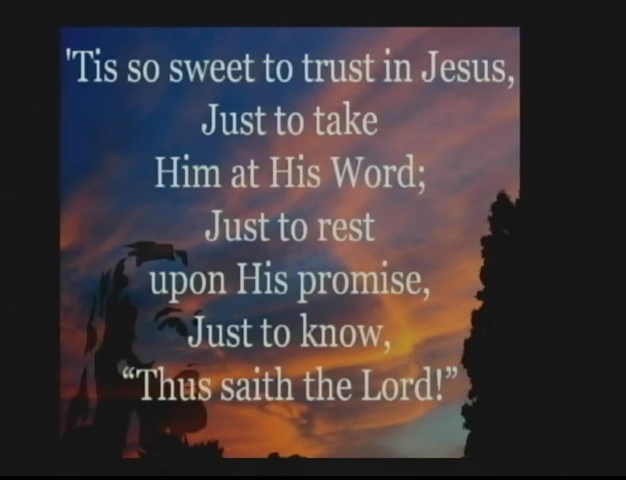 'Tis so sweet to trust in Jesus,
Just to take
Him at His Word;
Just to rest
upon His promise,
Just to know,
“Thus saith the Lord!”